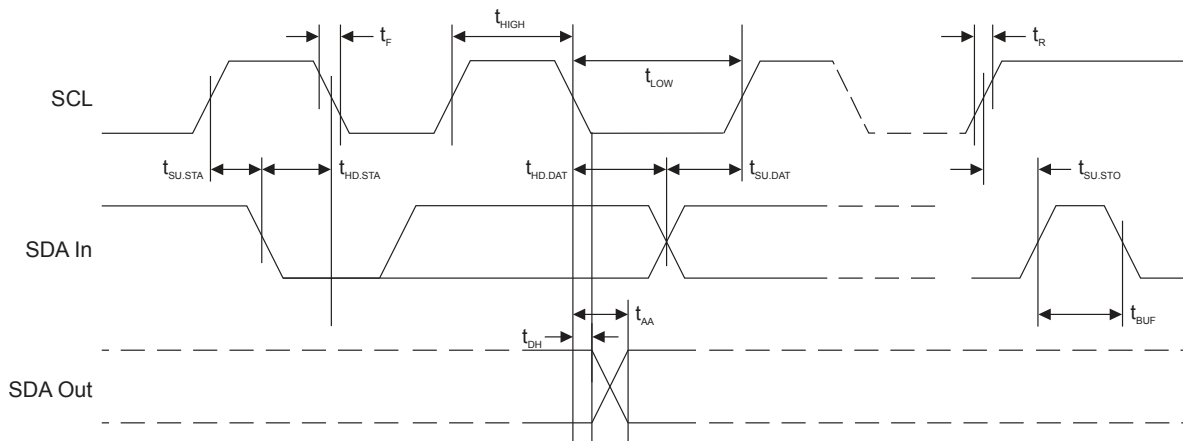 tHIGH
tF
tR
tLOW
SCL
tSU.STA
tHD.STA
tHD.DAT
tSU.DAT
tSU.STO
SDA In
tAA
tBUF
tDH
SDA Out